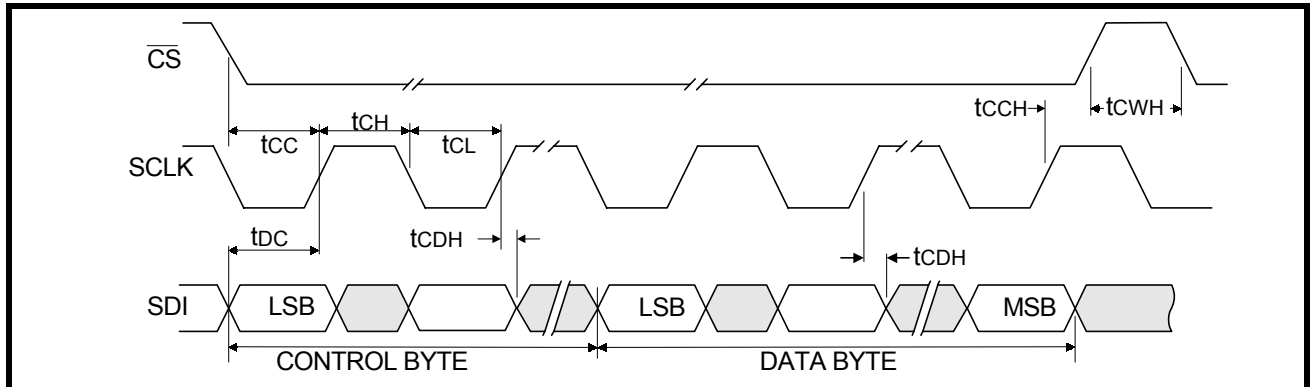 CS
tCCH
tCWH
tCC
tCH
tCL
SCLK
tDC
tCDH
tCDH
SDI
LSB
LSB
MSB
CONTROL BYTE
DATA BYTE